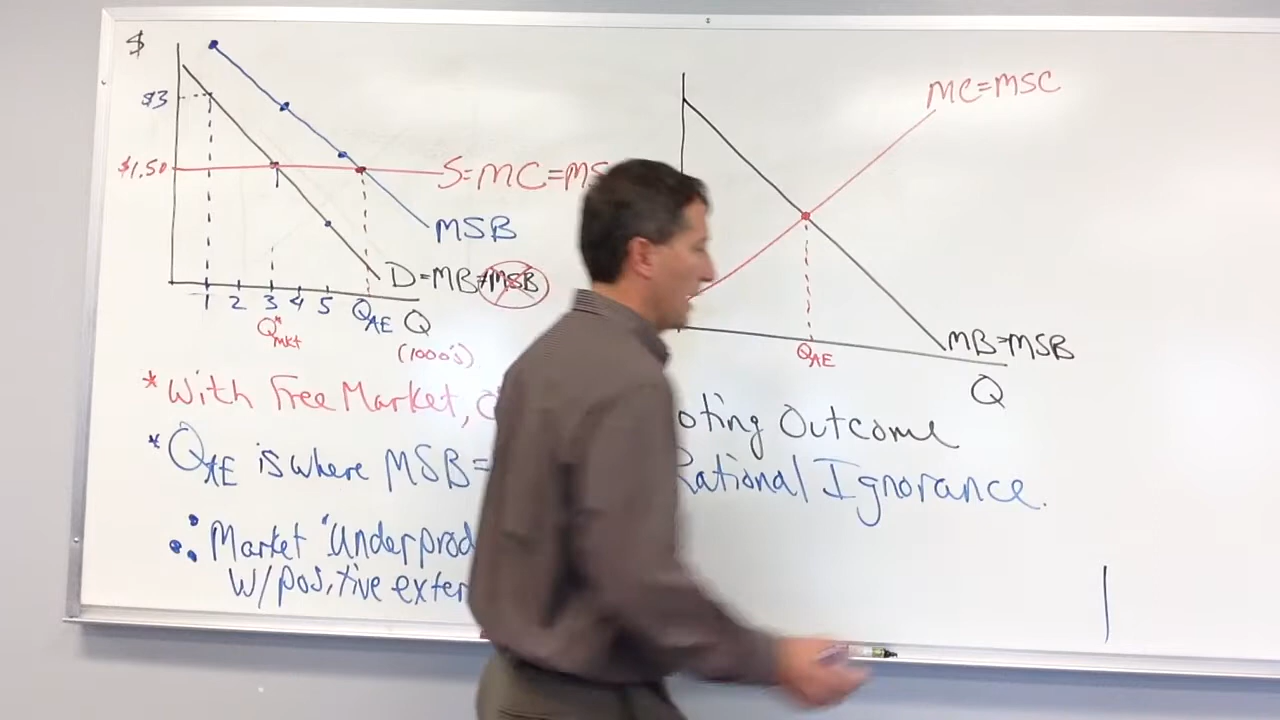 $
$3
$1.50
S=MC=MS
MSB
D=MB≠MSB
1 2 3 4 5 QAE Q
Q*mkt
(1000's)
* With Free Market,
* QAE is where MSB=
∴ Market "Underprod
w/positive exter
MC=MSC
MB=MSB
QAE
Q
oting Outcome
Rational Ignorance.